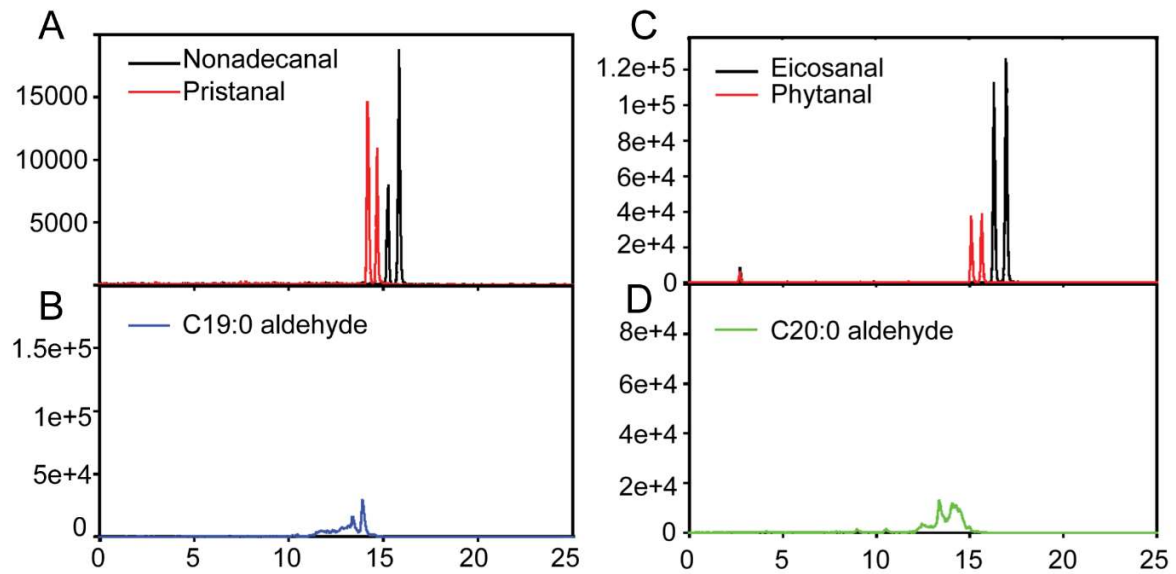 A
Nonadecanal
Pristanal
15000
10000
5000
B
C19:0 aldehyde
1.5e+5
1e+5
5e+4
0
0 5 10 15 20 25
C
Eicosanal
Phytanal
1.2e+5
1e+5
8e+4
6e+4
4e+4
2e+4
0
D
C20:0 aldehyde
8e+4
6e+4
4e+4
2e+4
0
0 5 10 15 20 25